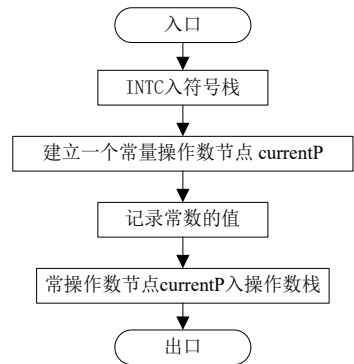 入口
INTC入符号栈
建立一个常量操作数节点 currentP
记录常数的值
常操作数节点currentP入操作数栈
出口